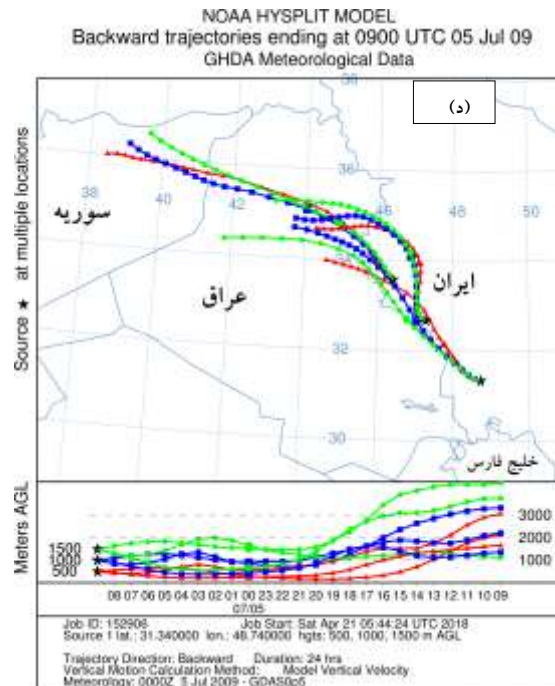 NOAA HYSPLIT MODEL
Backward trajectories ending at 0900 UTC 05 Jul 09
GHDA Meteorological Data
(د)
36
36
38
42
46
48
50
34
32
30
سوریه
عراق
ایران
خلیج فارس
Source ★ at multiple locations
Meters AGL
1500
1000
500
3000
2000
1000
08 07 06 05 04 03 02 01 00 23 22 21 20 19 18 17 16 15 14 13 12 11 10 09
07/05
Job ID: 152908 Job Start: Sat Apr 21 05:44:24 UTC 2018
Source 1 lat.: 31.340000 lon.: 48.740000 hgts: 500, 1000, 1500 m AGL
Trajectory Direction: Backward Duration: 24 hrs
Vertical Motion Calculation Method: Model Vertical Velocity
Meteorology: 0000Z 5 Jul 2009 - GDAS0p5